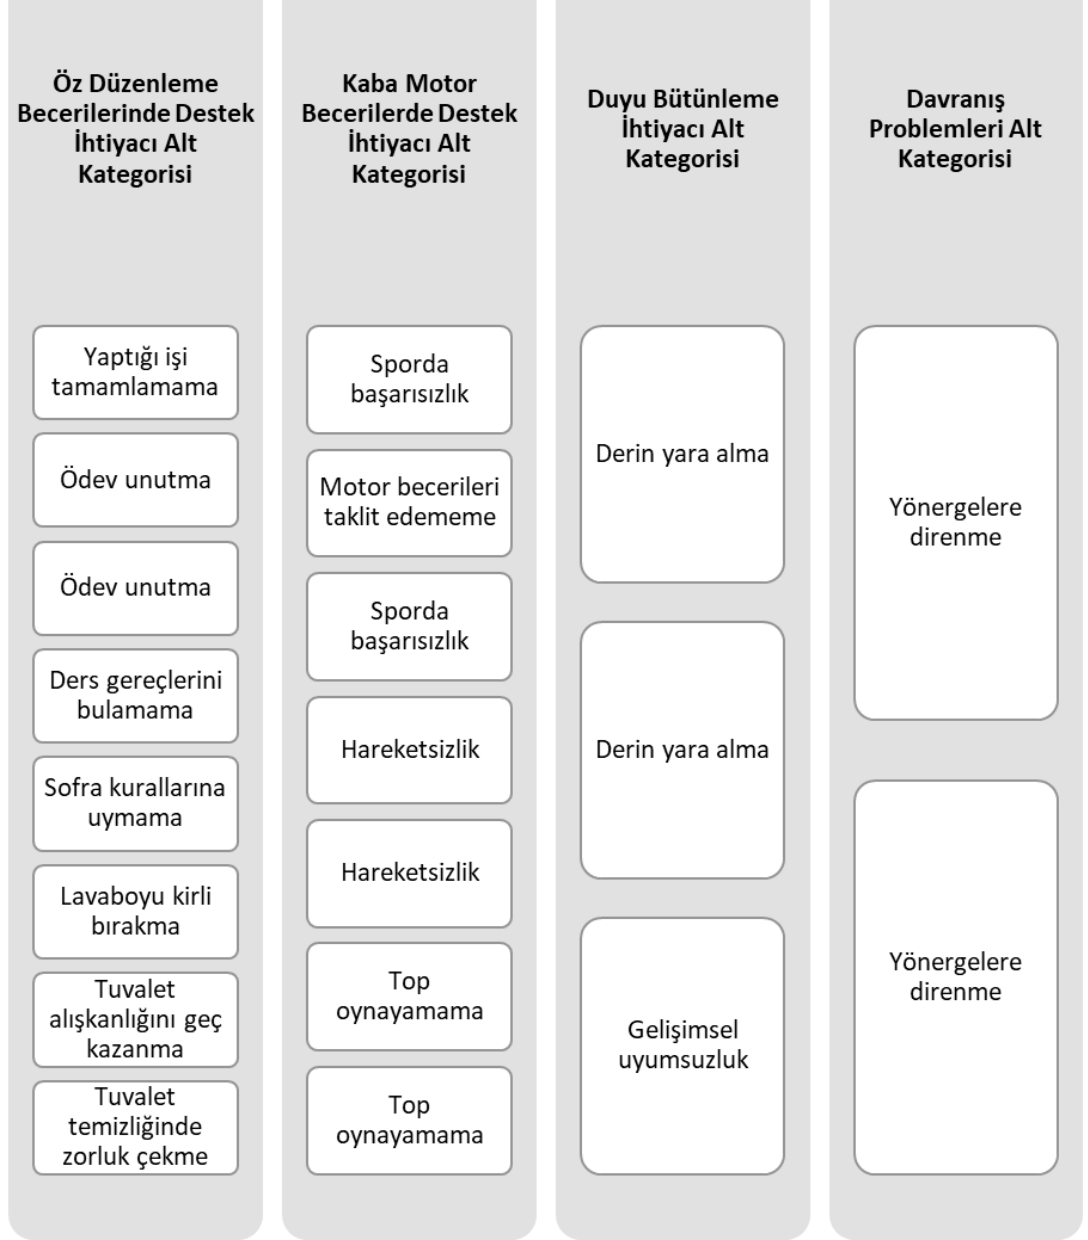 Öz Düzenleme
Becerilerinde Destek
İhtiyacı Alt
Kategorisi
Yaptığı işi
tamamlamama
Ödev unutma
Ödev unutma
Ders gereçlerini
bulamama
Sofra kurallarına
uymama
Lavaboyu kirli
bırakma
Tuvalet
alışkanlığını geç
kazanma
Tuvalet
temizliğinde
zorluk çekme
Kaba Motor
Becerilerde Destek
İhtiyacı Alt
Kategorisi
Sporda
başarısızlık
Motor becerileri
taklit edememe
Sporda
başarısızlık
Hareketsizlik
Hareketsizlik
Top
oynayamama
Top
oynayamama
Duyu Bütünleme
İhtiyacı Alt
Kategorisi
Derin yara alma
Derin yara alma
Gelişimsel
uyumsuzluk
Davranış
Problemleri Alt
Kategorisi
Yönergelere
direnme
Yönergelere
direnme